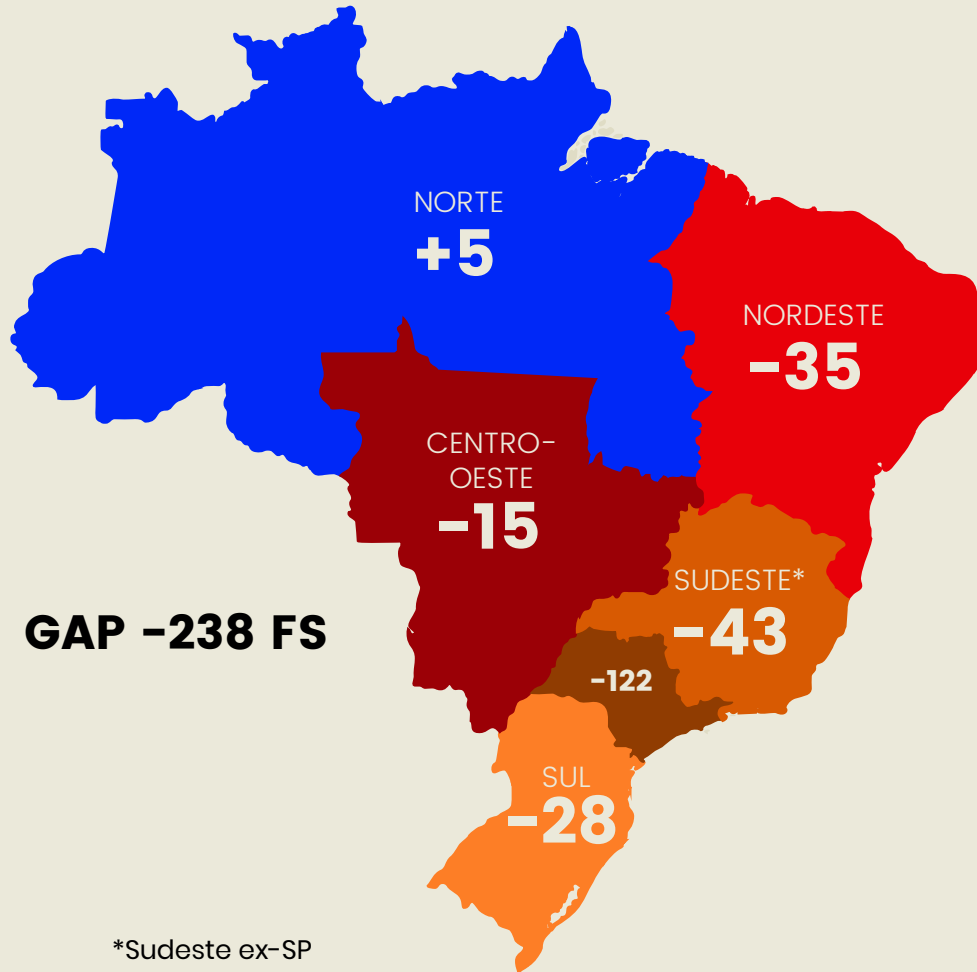 NORTE
+5
NORDESTE
-35
CENTRO-
OESTE
-15
SUDESTE*
-43
GAP -238 FS
-122
SUL
-28
*Sudeste ex-SP